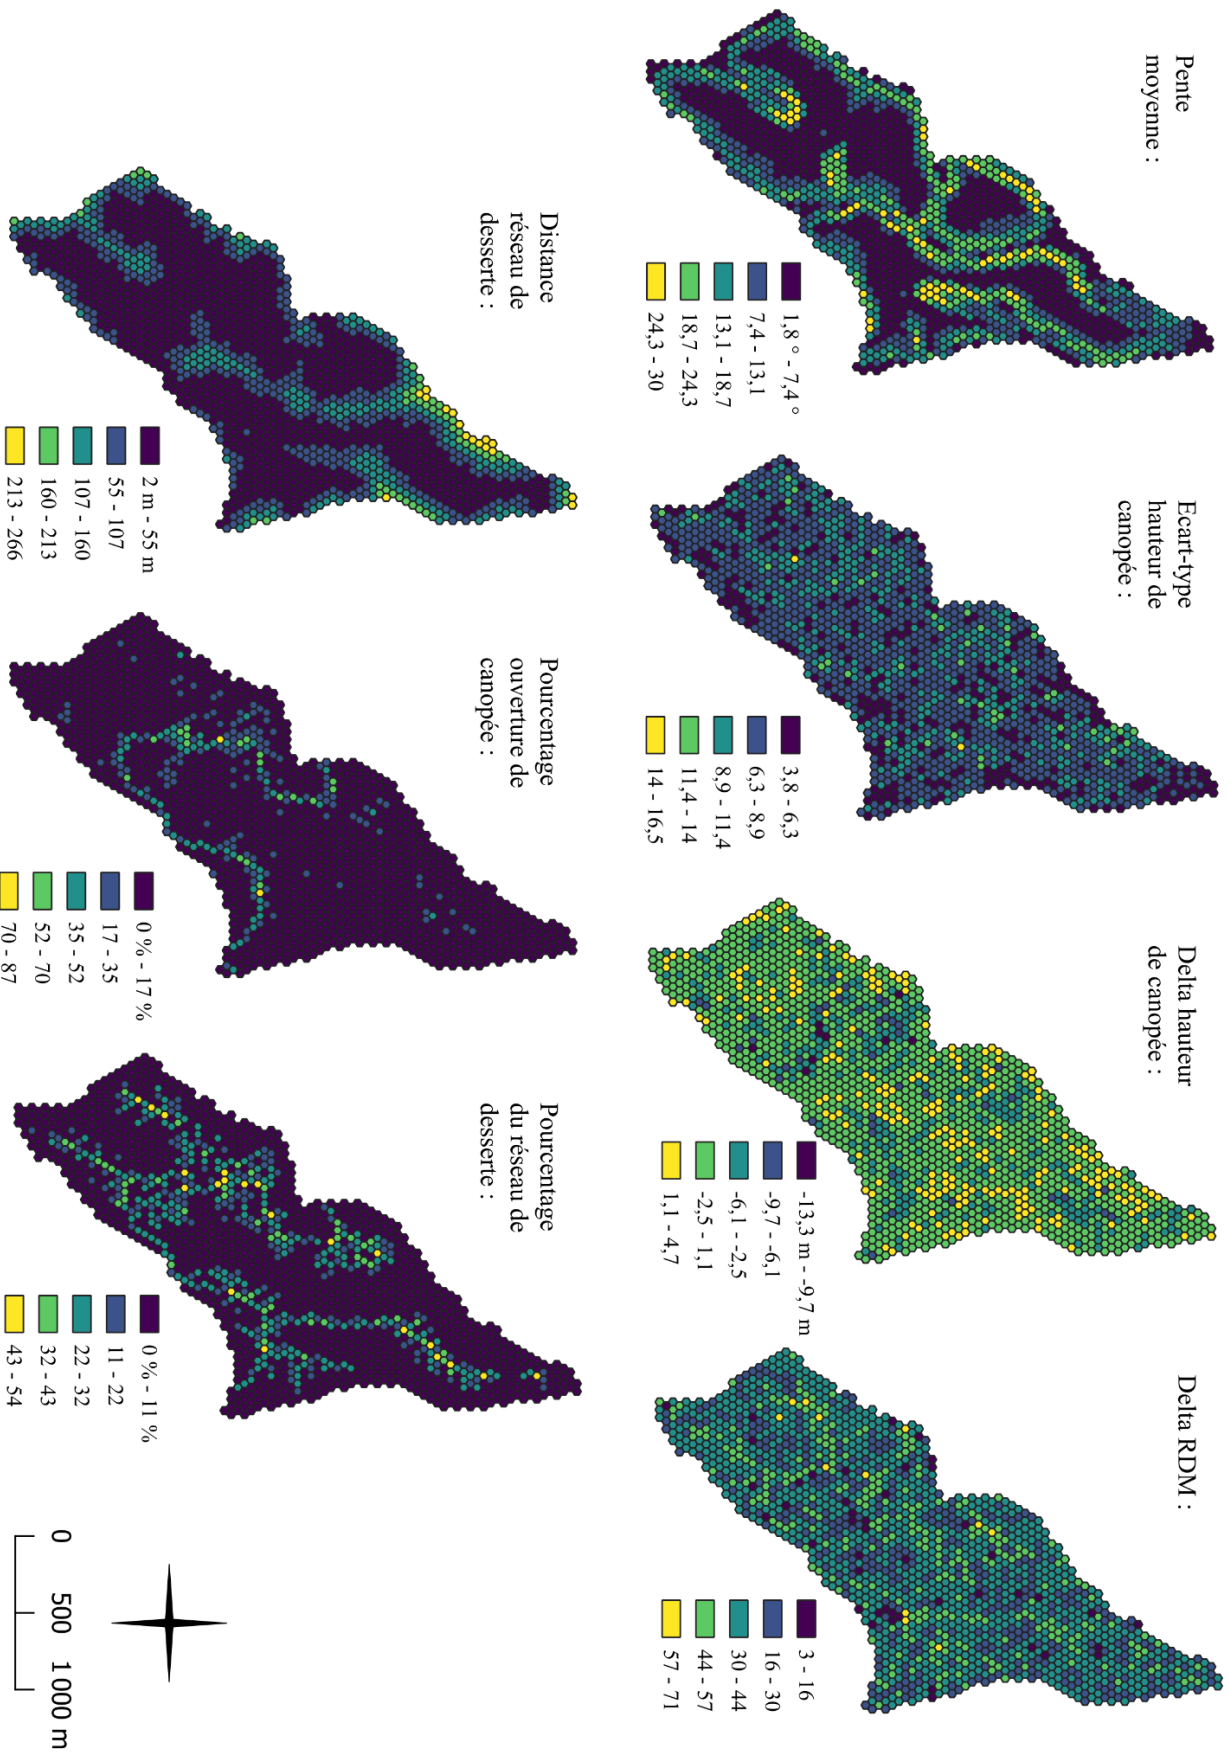 Pente
moyenne :
1,8 ° - 7,4 °
7,4 - 13,1
13,1 - 18,7
18,7 - 24,3
24,3 - 30
Ecart-type
hauteur de
canopée :
3,8 - 6,3
6,3 - 8,9
8,9 - 11,4
11,4 - 14
14 - 16,5
Delta hauteur
de canopée :
-13,3 m - -9,7 m
-9,7 - -6,1
-6,1 - -2,5
-2,5 - 1,1
1,1 - 4,7
Delta RDM :
3 - 16
16 - 30
30 - 44
44 - 57
57 - 71
Distance
réseau de
desserte :
2 m - 55 m
55 - 107
107 - 160
160 - 213
213 - 266
Pourcentage
ouverture de
canopée :
0 % - 17 %
17 - 35
35 - 52
52 - 70
70 - 87
Pourcentage
du réseau de
desserte :
0 % - 11 %
11 - 22
22 - 32
32 - 43
43 - 54
0 500 1 000 m